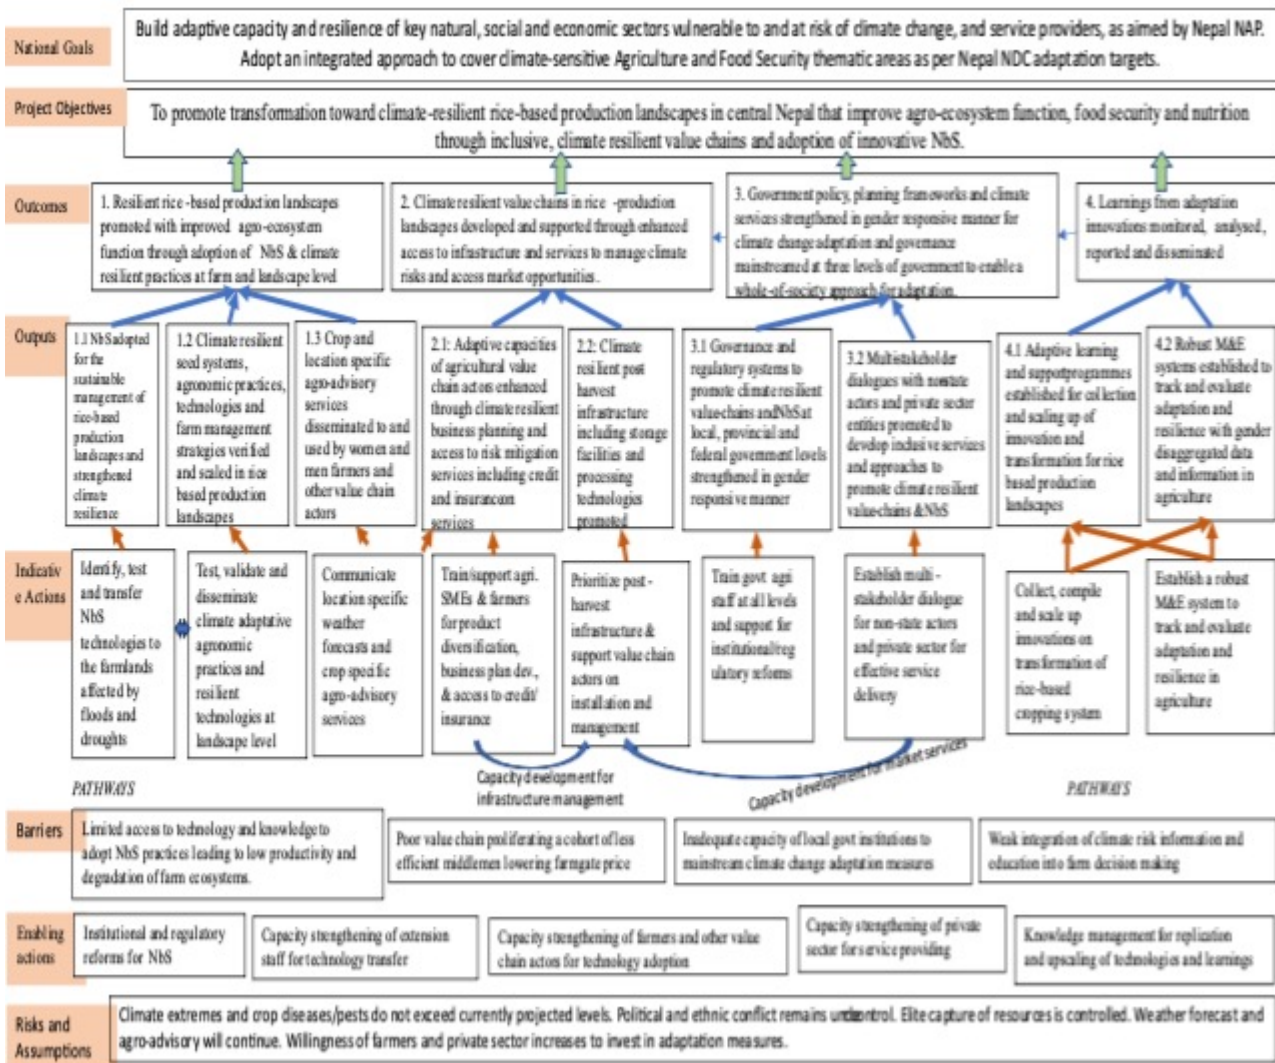 National Goals
Build adaptive capacity and resilience of key natural, social and economic sectors vulnerable to and at risk of climate change, and service providers, as aimed by Nepal NAP.
Adopt an integrated approach to cover climate-sensitive Agriculture and Food Security thematic areas as per Nepal NDC adaptation targets.
Project Objectives
To promote transformation toward climate-resilient rice-based production landscapes in central Nepal that improve agro-ecosystem function, food security and nutrition
through inclusive, climate resilient value chains and adoption of innovative NbS.
Outcomes
1. Resilient rice -based production landscapes
promoted with improved agro-ecosystem
function through adoption of NbS & climate
resilient practices at farm and landscape level
2. Climate resilient value chains in rice -production
landscapes developed and supported through enhanced
access to infrastructure and services to manage climate
risks and access market opportunities.
3. Government policy, planning frameworks and climate
services strengthened in gender responsive manner for
climate change adaptation and governance
mainstreamed at three levels of government to enable a
whole-of-society approach for adaptation.
4. Learnings from adaptation
innovations monitored, analysed,
reported and disseminated
Outputs
1.1 NbS adopted
for the
sustainable
management of
rice-based
production
landscapes and
strengthened
climate
resilience
1.2 Climate resilient
seed systems,
agronomic practices,
technologies and
farm management
strategies verified
and scaled in rice
based production
landscapes
1.3 Crop and
location specific
agro-advisory
services
disseminated to and
used by women and
men farmers and
other value chain
actors
2.1: Adaptive capacities
of agricultural value
chain actors enhanced
through climate resilient
business planning and
access to risk mitigation
services including credit
and insurance
services
2.2: Climate
resilient post
harvest
infrastructure
including storage
facilities and
processing
technologies
promoted
3.1 Governance and
regulatory systems to
promote climate resilient
value-chains and NbS at
local, provincial and
federal government levels
strengthened in gender
responsive manner
3.2 Multistakeholder
dialogues with nonstate
actors and private sector
entities promoted to
develop inclusive services
and approaches to
promote climate resilient
value-chains & NbS
4.1 Adaptive learning
and support programmes
established for collection
and scaling up of
innovation and
transformation for rice
based production
landscapes
4.2 Robust M&E
systems established to
track and evaluate
adaptation and
resilience with gender
disaggregated data
and information in
agriculture
Indicativ
e Actions
Identify, test
and transfer
NbS
technologies to
the farmlands
affected by
floods and
droughts
Test, validate and
disseminate
climate adaptative
agronomic
practices and
resilient
technologies at
landscape level
Communicate
location specific
weather
forecasts and
crop specific
agro-advisory
services
Train/support agri.
SMEs & farmers
for product
diversification,
business plan dev.,
& access to credit/
insurance
Prioritize post -
harvest
infrastructure &
support value chain
actors on
installation and
management
Train govt agri
staff at all levels
and support for
institutional/reg
ulatory reforms
Establish multi -
stakeholder dialogue
for non-state actors
and private sector for
effective service
delivery
Collect, compile
and scale up
innovations on
transformation of
rice-based
cropping system
Establish a robust
M&E system to
track and evaluate
adaptation and
resilience in
agriculture
PATHWAYS
Capacity development for
infrastructure management
Capacity development for market services
PATHWAYS
Barriers
Limited access to technology and knowledge to
adopt NbS practices leading to low productivity and
degradation of farm ecosystems.
Poor value chain proliferating a cohort of less
efficient middlemen lowering farmgate price
Inadequate capacity of local govt institutions to
mainstream climate change adaptation measures
Weak integration of climate risk information and
education into farm decision making
Enabling
actions
Institutional and regulatory
reforms for NbS
Capacity strengthening of extension
staff for technology transfer
Capacity strengthening of farmers and other value
chain actors for technology adoption
Capacity strengthening of private
sector for service providing
Knowledge management for replication
and upscaling of technologies and learnings
Risks and
Assumptions
Climate extremes and crop diseases/pests do not exceed currently projected levels. Political and ethnic conflict remains control. Elite capture of resources is controlled. Weather forecast and
agro-advisory will continue. Willingness of farmers and private sector increases to invest in adaptation measures.